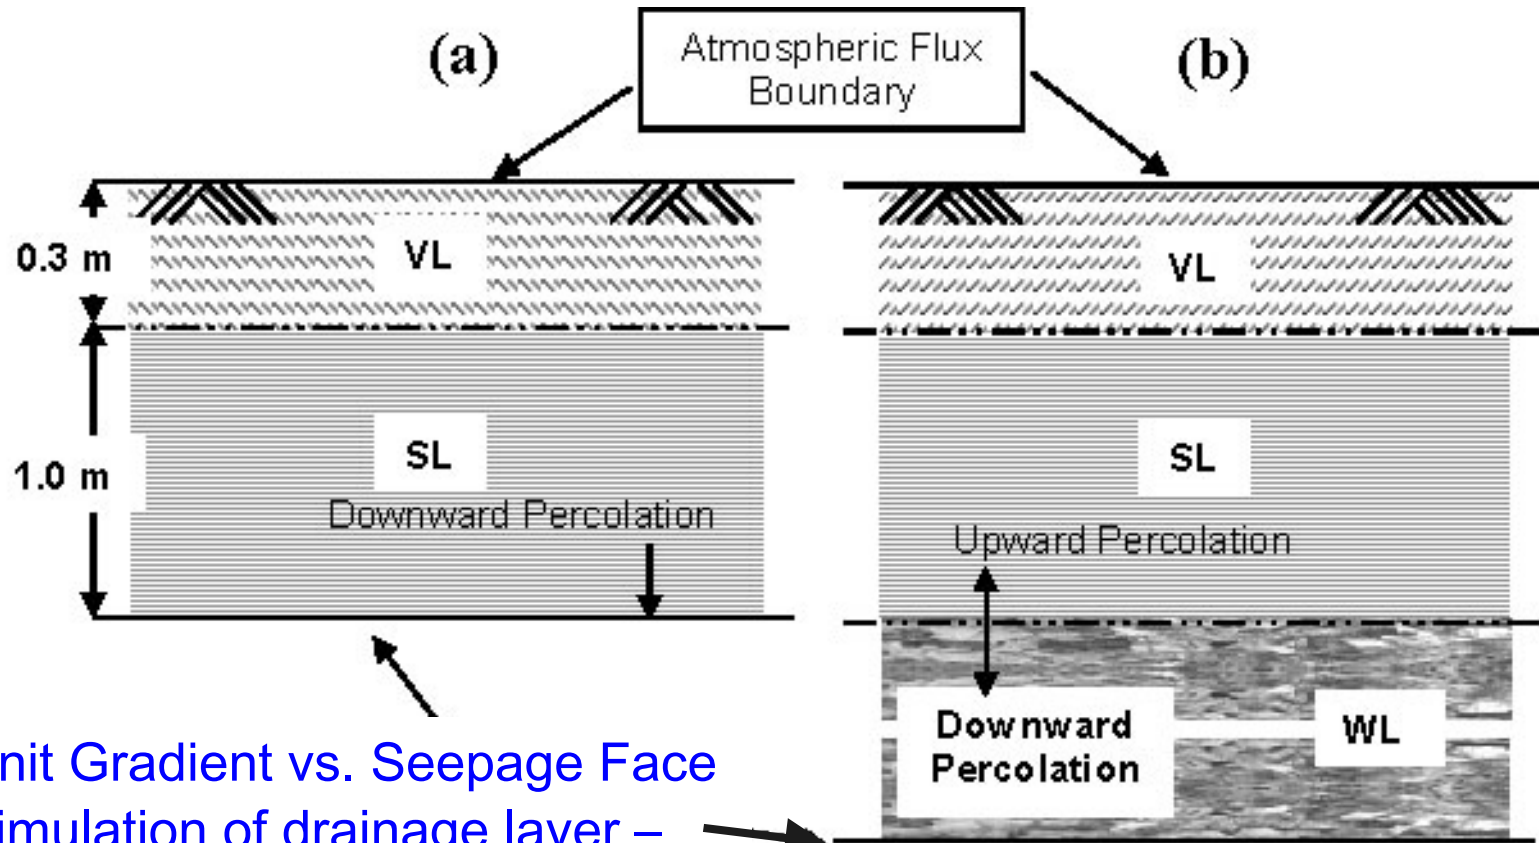 (a)
Atmospheric Flux
Boundary
(b)
0.3 m
VL
VL
1.0 m
SL
SL
Downward Percolation
Upward Percolation
Downward
Percolation
WL
nit Gradient vs. Seepage Face
imulation of drainage layer –